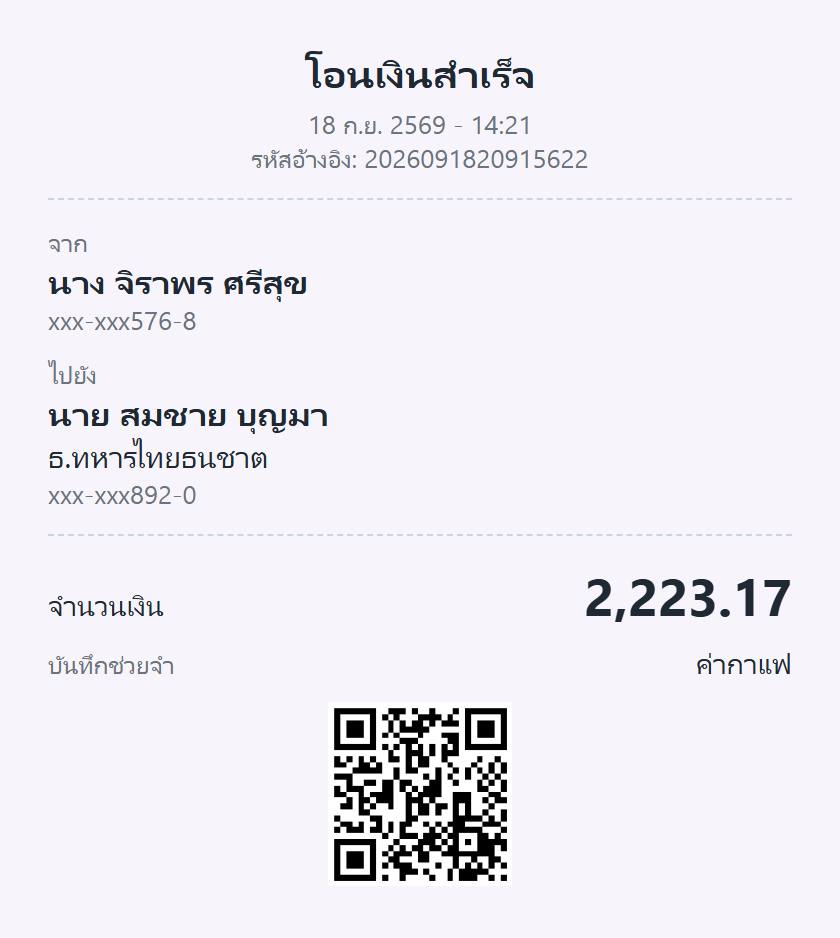 โอนเงินสำเร็จ
18 ก.ย. 2569 - 14:21
รหัสอ้างอิง: 2026091820915622
จาก
นาง จิราพร ศรีสุข
xxx-xxx576-8
ไปยัง
นาย สมชาย บุญมา
ธ.ทหารไทยธนชาต
xxx-xxx892-0
จำนวนเงิน 2,223.17
บันทึกช่วยจำ ค่ากาแฟ